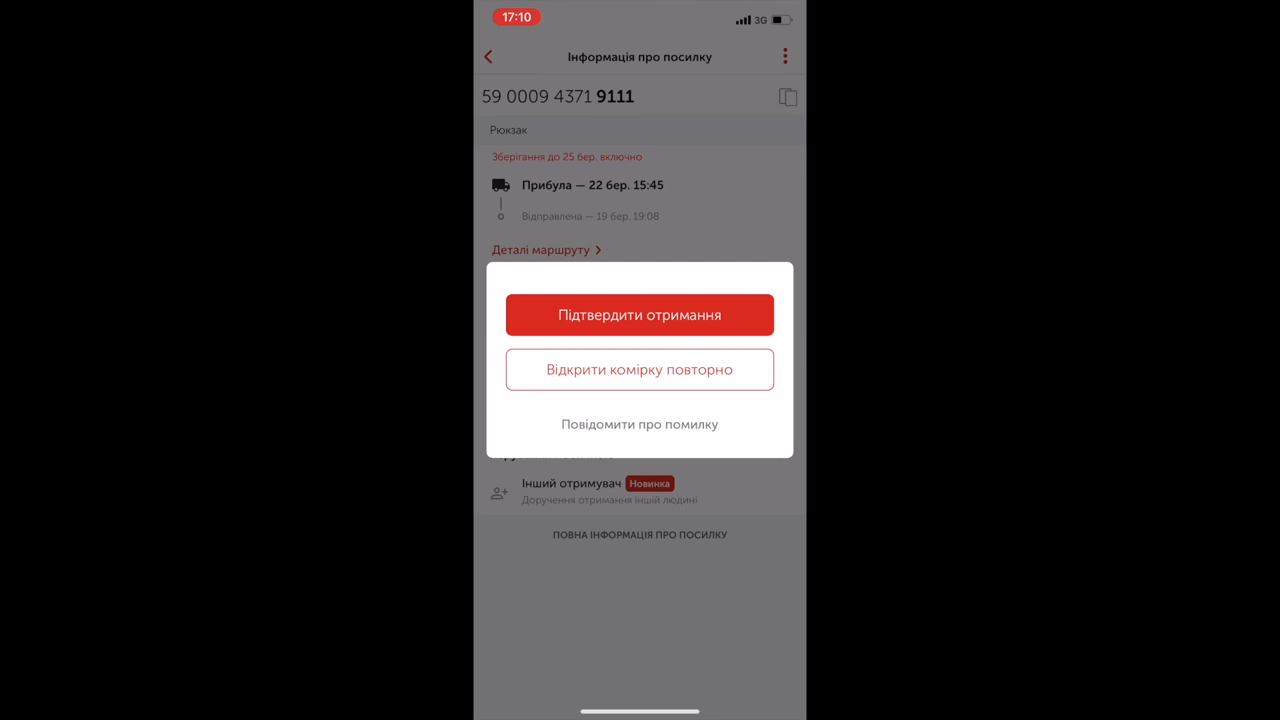 17:10
3G
Інформація про посилку
59 0009 4371 9111
Рюкзак
Зберігання до 25 бер. включно
Прибула — 22 бер. 15:45
Відправлена — 19 бер. 19:08
Деталі маршруту
Підтвердити отримання
Відкрити комірку повторно
Повідомити про помилку
Інший отримувач Новинка
Доручення отримання іншій людині
ПОВНА ІНФОРМАЦІЯ ПРО ПОСИЛКУ